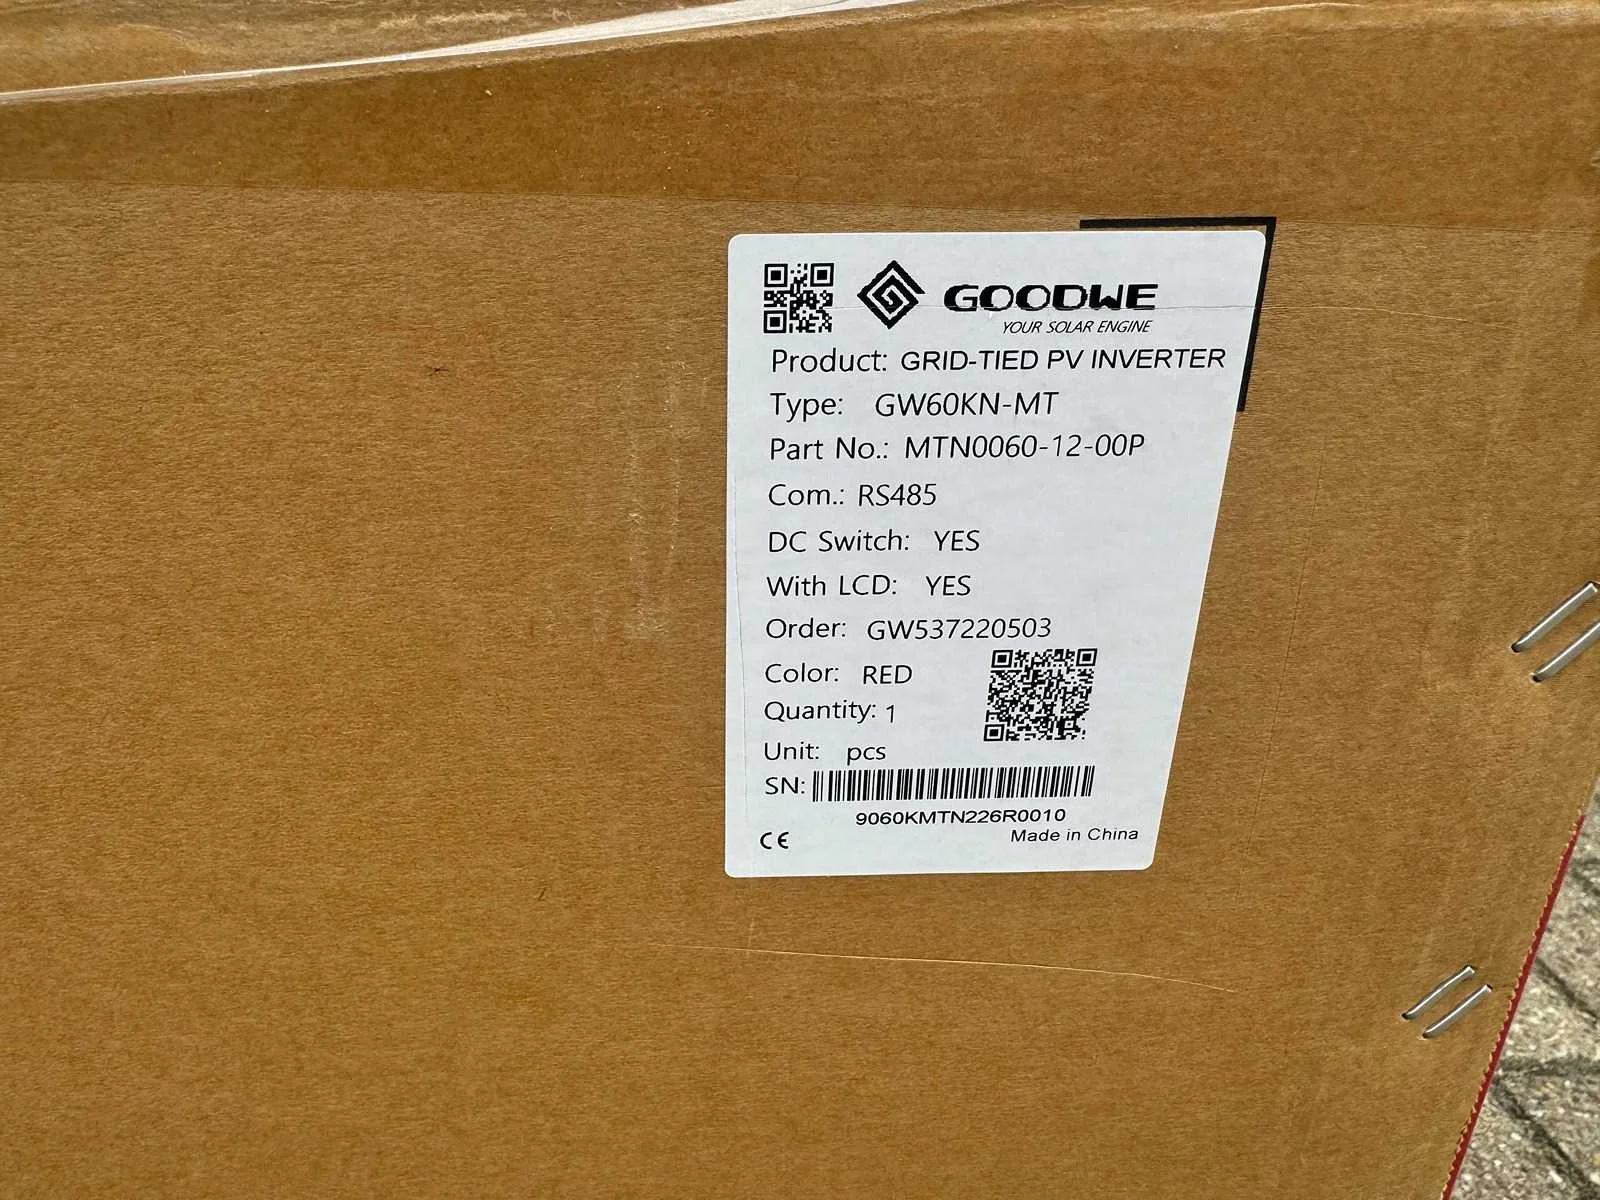 GOODWE
YOUR SOLAR ENGINE
Product: GRID-TIED PV INVERTER
Type: GW60KN-MT
Part No.: MTN0060-12-00P
Com.: RS485
DC Switch: YES
With LCD: YES
Order: GW537220503
Color: RED
Quantity: 1
Unit: pcs
SN:
9060KMTN226R0010
CE
Made in China